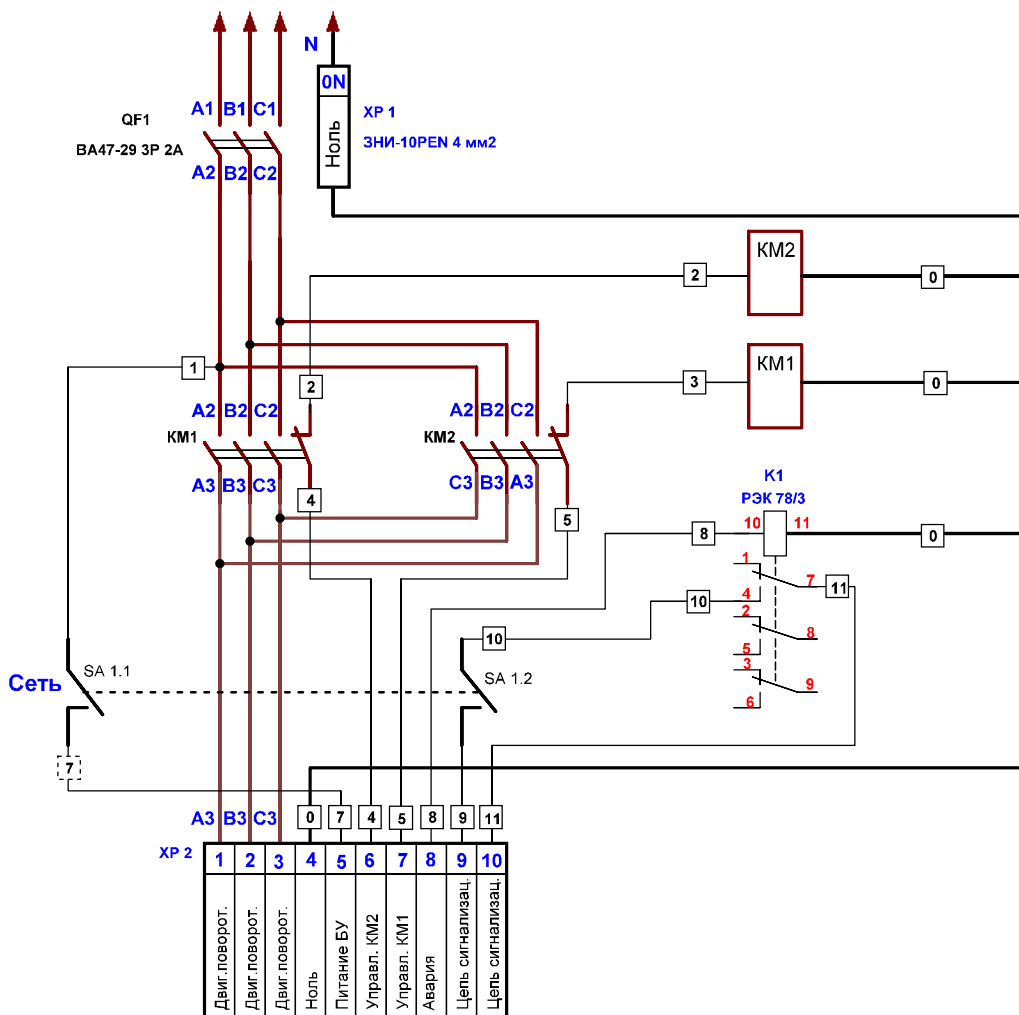 N
0N
Ноль
XP 1
ЗНИ-10PEN 4 мм2
A1 B1 C1
QF1
ВА47-29 3Р 2А
A2 B2 C2
KM2
2
0
KM1
3
0
1
2
A2 B2 C2
KM1
A2 B2 C2
KM2
A3 B3 C3
4
C3 B3 A3
5
K1
РЭК 78/3
8
10
11
0
1
7
11
10
4
2
8
5
3
9
6
10
Сеть
SA 1.1
SA 1.2
7
A3 B3 C3
0
7
4
5
8
9
11
XP 2
1 2 3 4 5 6 7 8 9 10
Двиг.поворот.
Двиг.поворот.
Двиг.поворот.
Ноль
Питание БУ
Управл. КМ2
Управл. КМ1
Авария
Цепь сигнализац.
Цепь сигнализац.